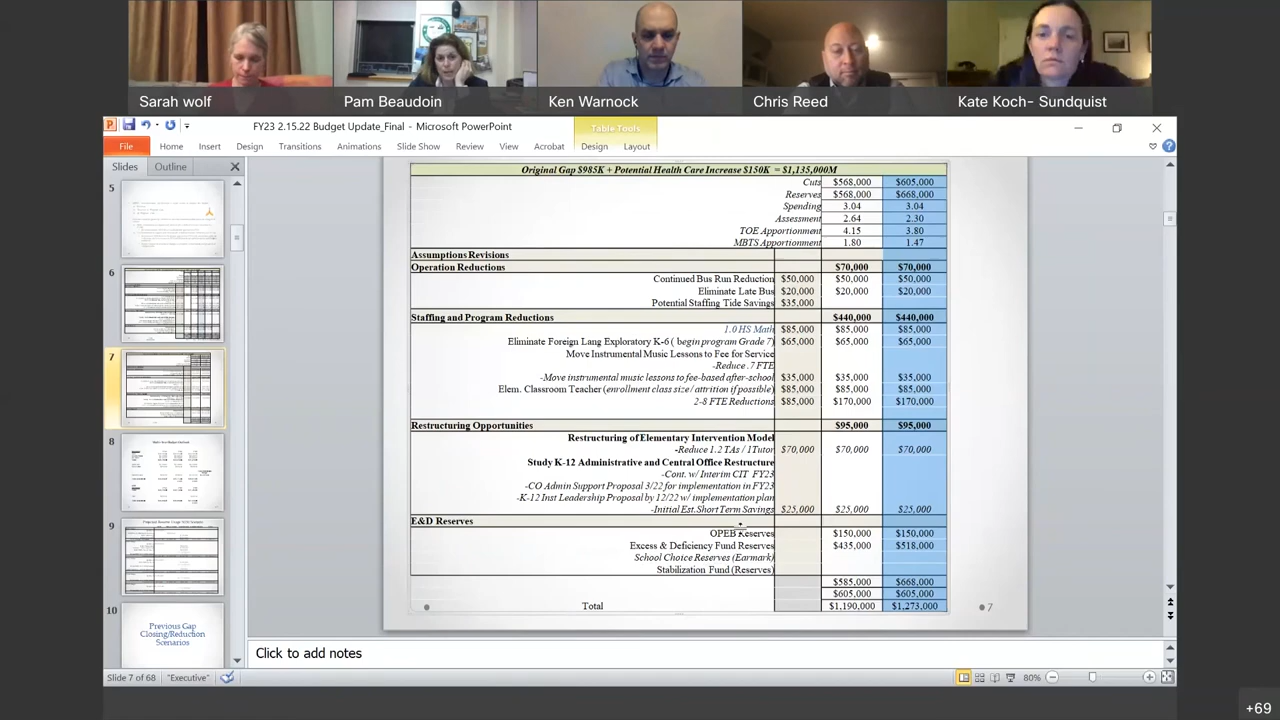 Sarah wolf
Pam Beaudoin
Ken Warnock
Chris Reed
Kate Koch- Sundquist
FY23 2.15.22 Budget Update_Final - Microsoft PowerPoint
Table Tools
File Home Insert Design Transitions Animations Slide Show Review View Acrobat Design Layout
Slides Outline
5
6
7
8
9
10
Previous Gap
Closing/Reduction
Scenarios
Original Gap $985K + Potential Health Care Increase $150K = $1,135,000M
Cuts $568,000 $605,000
Reserves $568,000 $668,000
Spending 3.04 3.04
Assessment 2.64 2.30
TOE Apportionment 4.15 3.80
MBTS Apportionment 1.80 1.47
Assumptions Revisions
Operation Reductions $70,000 $70,000
Continued Bus Run Reduction $50,000 $50,000 $50,000
Eliminate Late Bus $20,000 $20,000 $20,000
Potential Staffing Tide Savings $35,000
Staffing and Program Reductions $440,000 $440,000
1.0 HS Math $85,000 $85,000 $85,000
Eliminate Foreign Lang Exploratory K-6 ( begin program Grade 7) $65,000 $65,000 $65,000
Move Instrumental Music Lessons to Fee for Service
-Reduce .7 FTE
-Move instrumental music lessons to fee-based after-school $35,000 $35,000 $35,000
Elem. Classroom Teacher (enrollment class size / attrition if possible) $85,000 $85,000 $85,000
2-8 FTE Reductions $85,000 $170,000 $170,000
Restructuring Opportunities $95,000 $95,000
Restructuring of Elementary Intervention Model
-Reduce 1.2 TAs / 1Tutor $70,000 $70,000 $70,000
Study K-12 Administrative and Central Office Restructure
-Cont. w/ Interim CIT FY23
-CO Admin Support Proposal 3/22 for implementation in FY23
-K-12 Inst Leadership Proposal by 12/22 w/ implementation plan
-Initial Est.Short Term Savings $25,000 $25,000 $25,000
E&D Reserves
OPEB Reserves $150,000 $150,000
Excess & Deficiency Fund Reserves $435,000 $518,000
School Choice Reserves (Earmark)
Stabilization Fund (Reserves)
$585,000 $668,000
$605,000 $605,000
Total $1,190,000 $1,273,000
7
Click to add notes
Slide 7 of 68 "Executive" 80%
+69